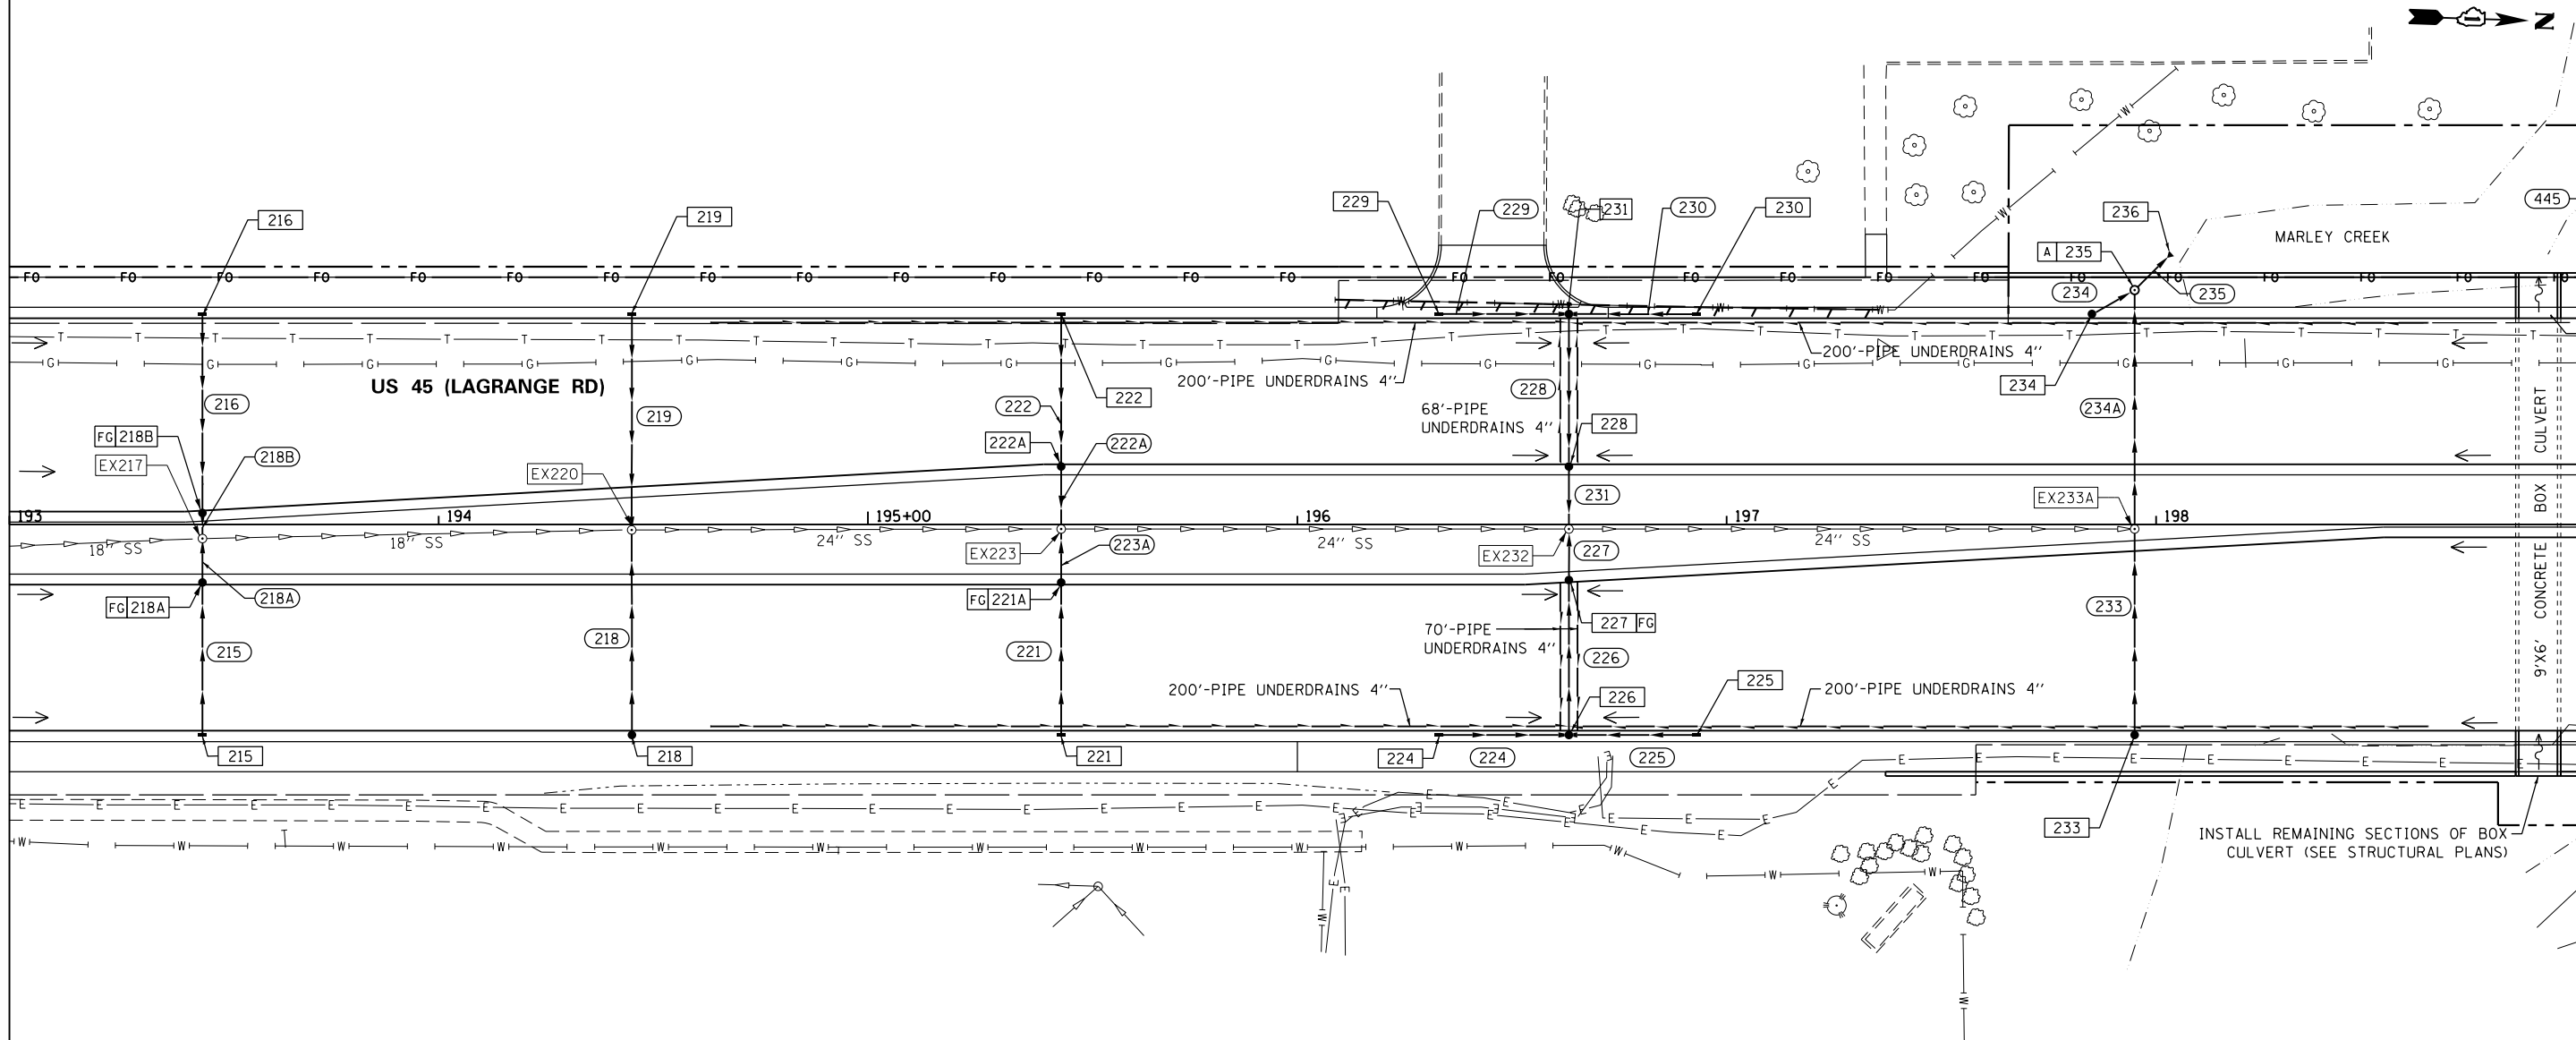 N
236
A 235
MARLEY CREEK
445
216
219
229
229
231
230
230
FO FO FO FO FO FO FO FO FO FO FO FO FO FO FO FO FO FO FO FO FO FO FO FO FO FO
234
235
W W W W
T T T T T T T T T T T T T T T T T T T T T T T T T T T T T T T T T
G G G G G G G G G G G G G G G G
200'-PIPE UNDERDRAINS 4''
200'-PIPE UNDERDRAINS 4''
US 45 (LAGRANGE RD)
216
219
222
222
228
234
234A
68'-PIPE
UNDERDRAINS 4''
228
FG 218B
218B
EX217
EX220
222A
222A
231
EX233A
193
194
195+00
196
197
198
18'' SS
18'' SS
24'' SS
24'' SS
24'' SS
EX223
223A
EX232
227
FG 218A
218A
FG 221A
227 FG
233
215
218
221
70'-PIPE
UNDERDRAINS 4''
226
9'X6' CONCRETE BOX CULVERT
200'-PIPE UNDERDRAINS 4''
226
225
200'-PIPE UNDERDRAINS 4''
215
218
221
224
224
225
233
INSTALL REMAINING SECTIONS OF BOX
CULVERT (SEE STRUCTURAL PLANS)
E E E E E E E E E E E E E E E E E E
W W W W W W W W W W W W W